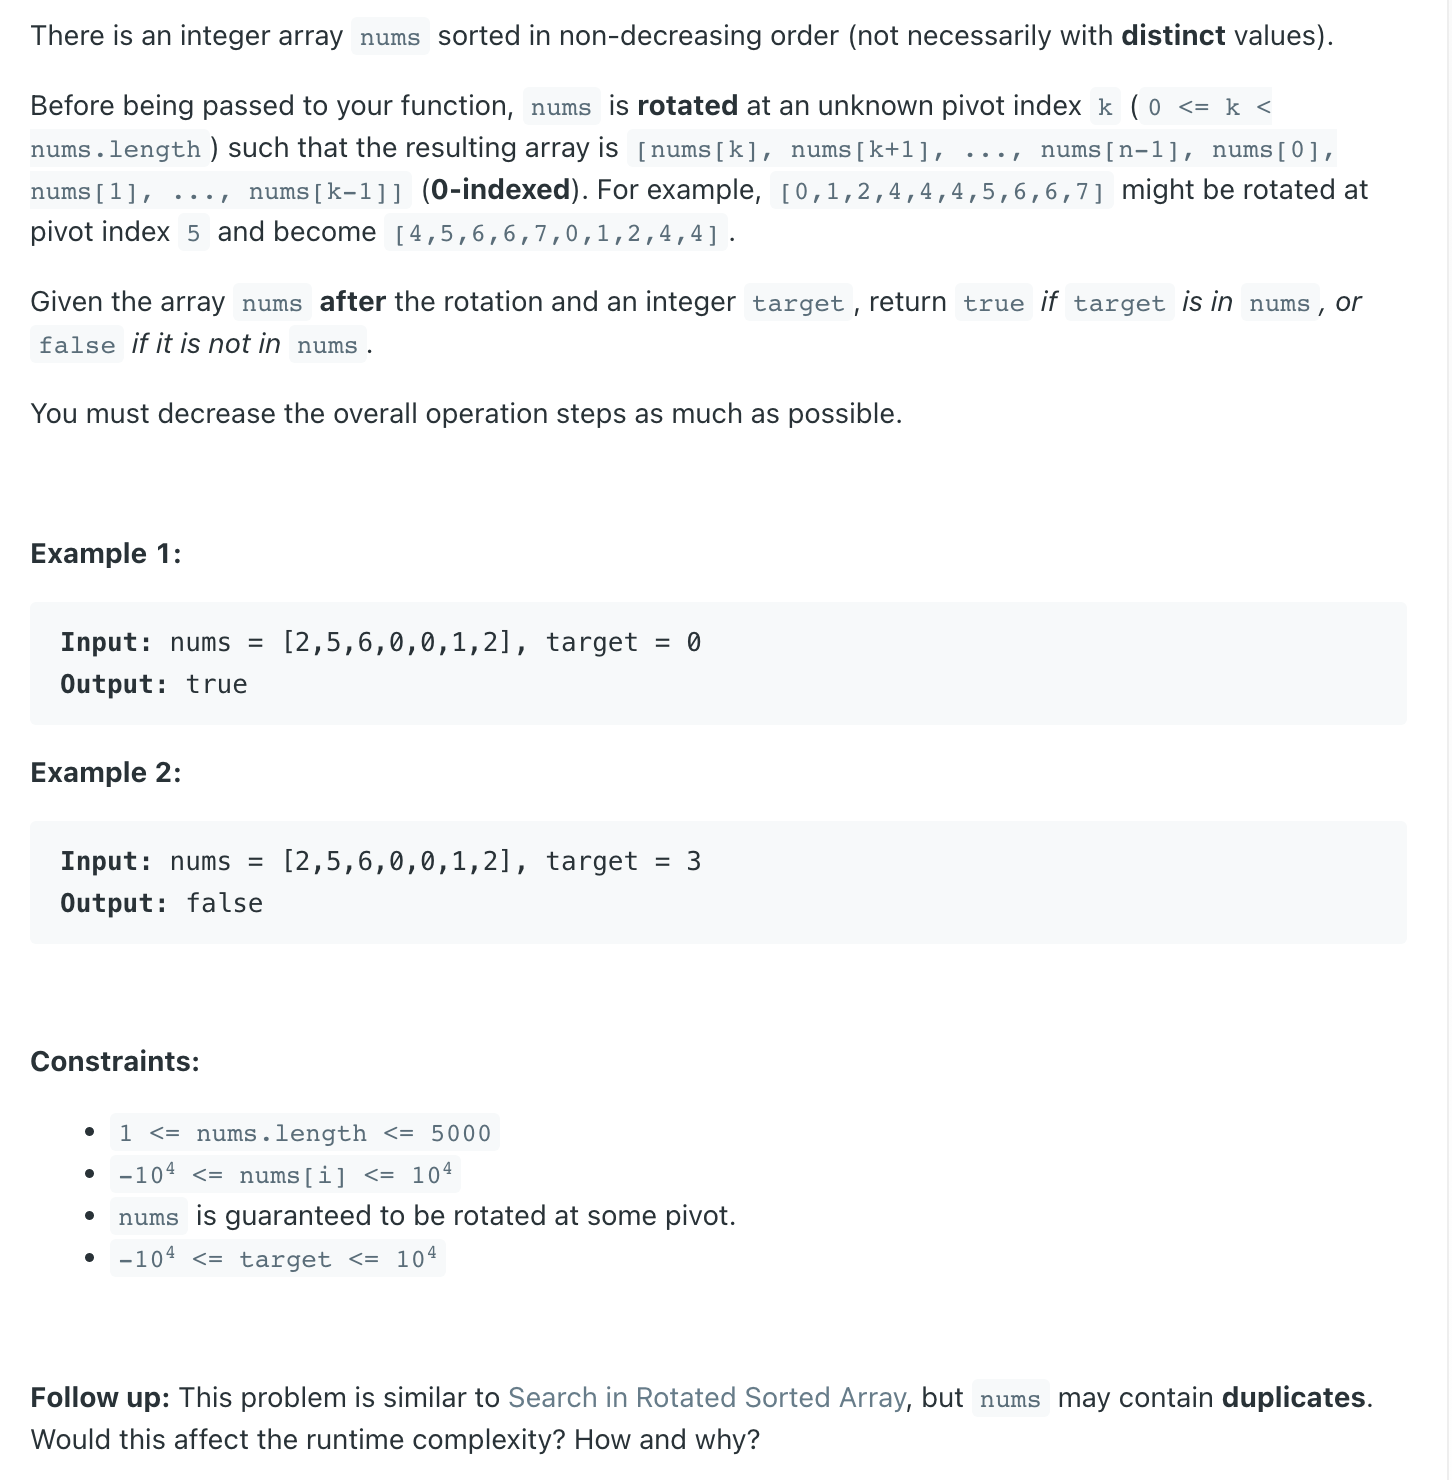 There is an integer array nums sorted in non-decreasing order (not necessarily with distinct values).
Before being passed to your function, nums is rotated at an unknown pivot index k ( 0 <= k <
nums.length ) such that the resulting array is [nums[k], nums[k+1], ..., nums[n-1], nums[0],
nums[1], ..., nums[k-1]] (0-indexed). For example, [0,1,2,4,4,4,5,6,6,7] might be rotated at
pivot index 5 and become [4,5,6,6,7,0,1,2,4,4] .
Given the array nums after the rotation and an integer target , return true if target is in nums , or
false if it is not in nums .
You must decrease the overall operation steps as much as possible.
Example 1:
Input: nums = [2,5,6,0,0,1,2], target = 0
Output: true
Example 2:
Input: nums = [2,5,6,0,0,1,2], target = 3
Output: false
Constraints:
• 1 <= nums.length <= 5000
• -10⁴ <= nums[i] <= 10⁴
• nums is guaranteed to be rotated at some pivot.
• -10⁴ <= target <= 10⁴
Follow up: This problem is similar to Search in Rotated Sorted Array, but nums may contain duplicates.
Would this affect the runtime complexity? How and why?